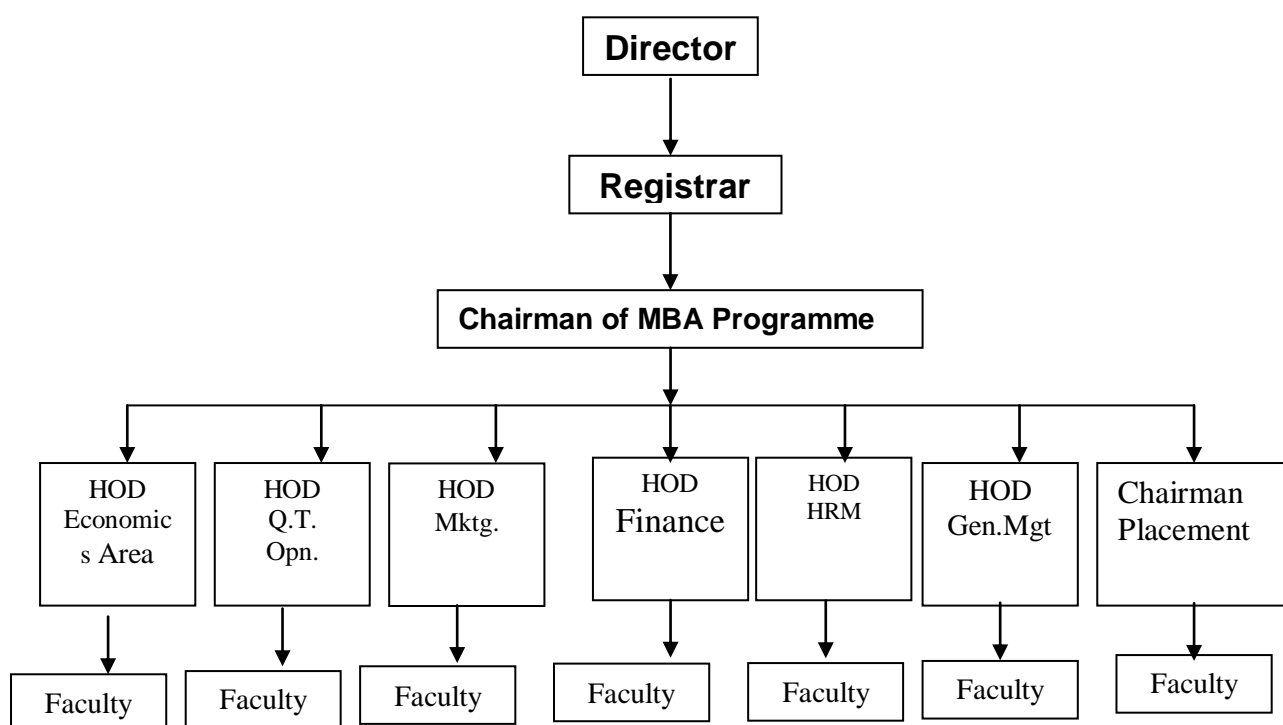 Director
Registrar
Chairman of MBA Programme
HOD
Economic
s Area
HOD
Q.T.
Opn.
HOD
Mktg.
HOD
Finance
HOD
HRM
HOD
Gen.Mgt
Chairman
Placement
Faculty
Faculty
Faculty
Faculty
Faculty
Faculty
Faculty